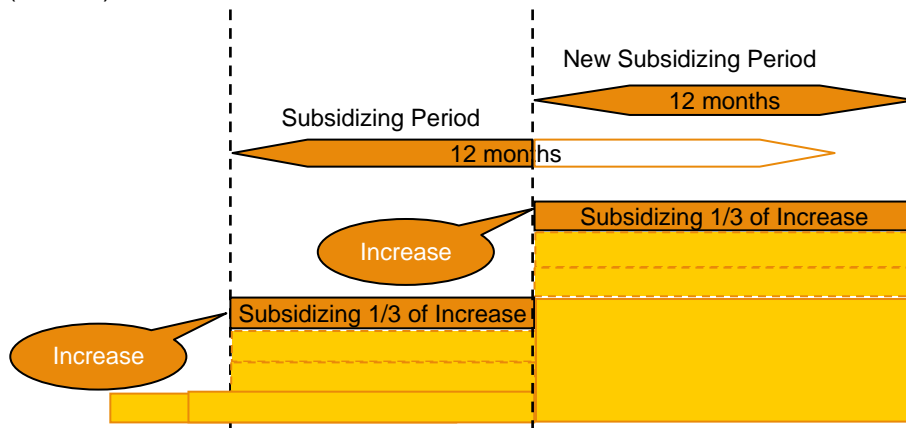 New Subsidizing Period
12 months
Subsidizing Period
12 months
Subsidizing 1/3 of Increase
Increase
Subsidizing 1/3 of Increase
Increase